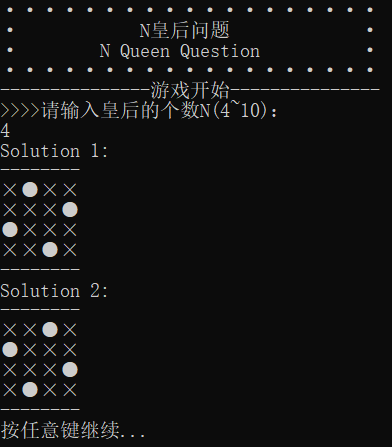 N皇后问题
N Queen Question
---------------游戏开始---------------
>>>>请输入皇后的个数N(4~10):
4
Solution 1:
--------
×●××
×××●
●×××
××●×
--------
Solution 2:
--------
××●×
●×××
×××●
×●××
--------
按任意键继续...